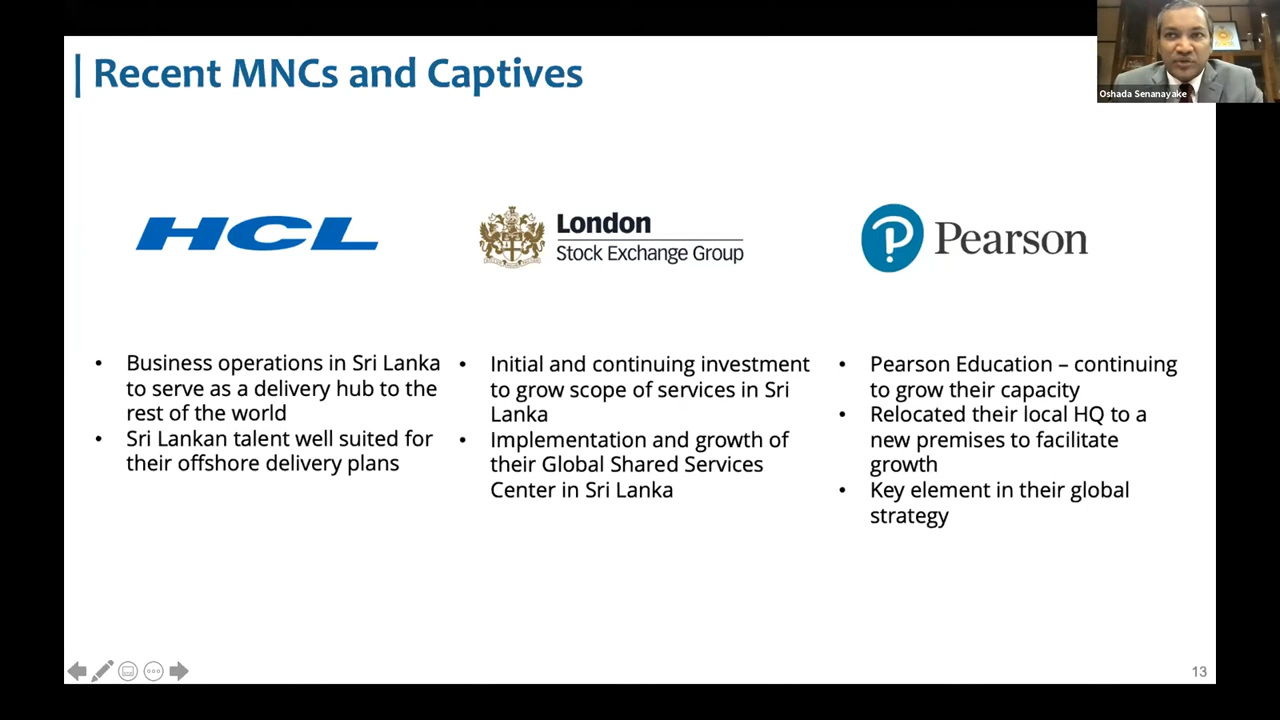 Recent MNCs and Captives
Oshada Senanayake
HCL
London
Stock Exchange Group
Pearson
• Business operations in Sri Lanka
to serve as a delivery hub to the
rest of the world
• Sri Lankan talent well suited for
their offshore delivery plans
• Initial and continuing investment
to grow scope of services in Sri
Lanka
• Implementation and growth of
their Global Shared Services
Center in Sri Lanka
• Pearson Education – continuing
to grow their capacity
• Relocated their local HQ to a
new premises to facilitate
growth
• Key element in their global
strategy
13